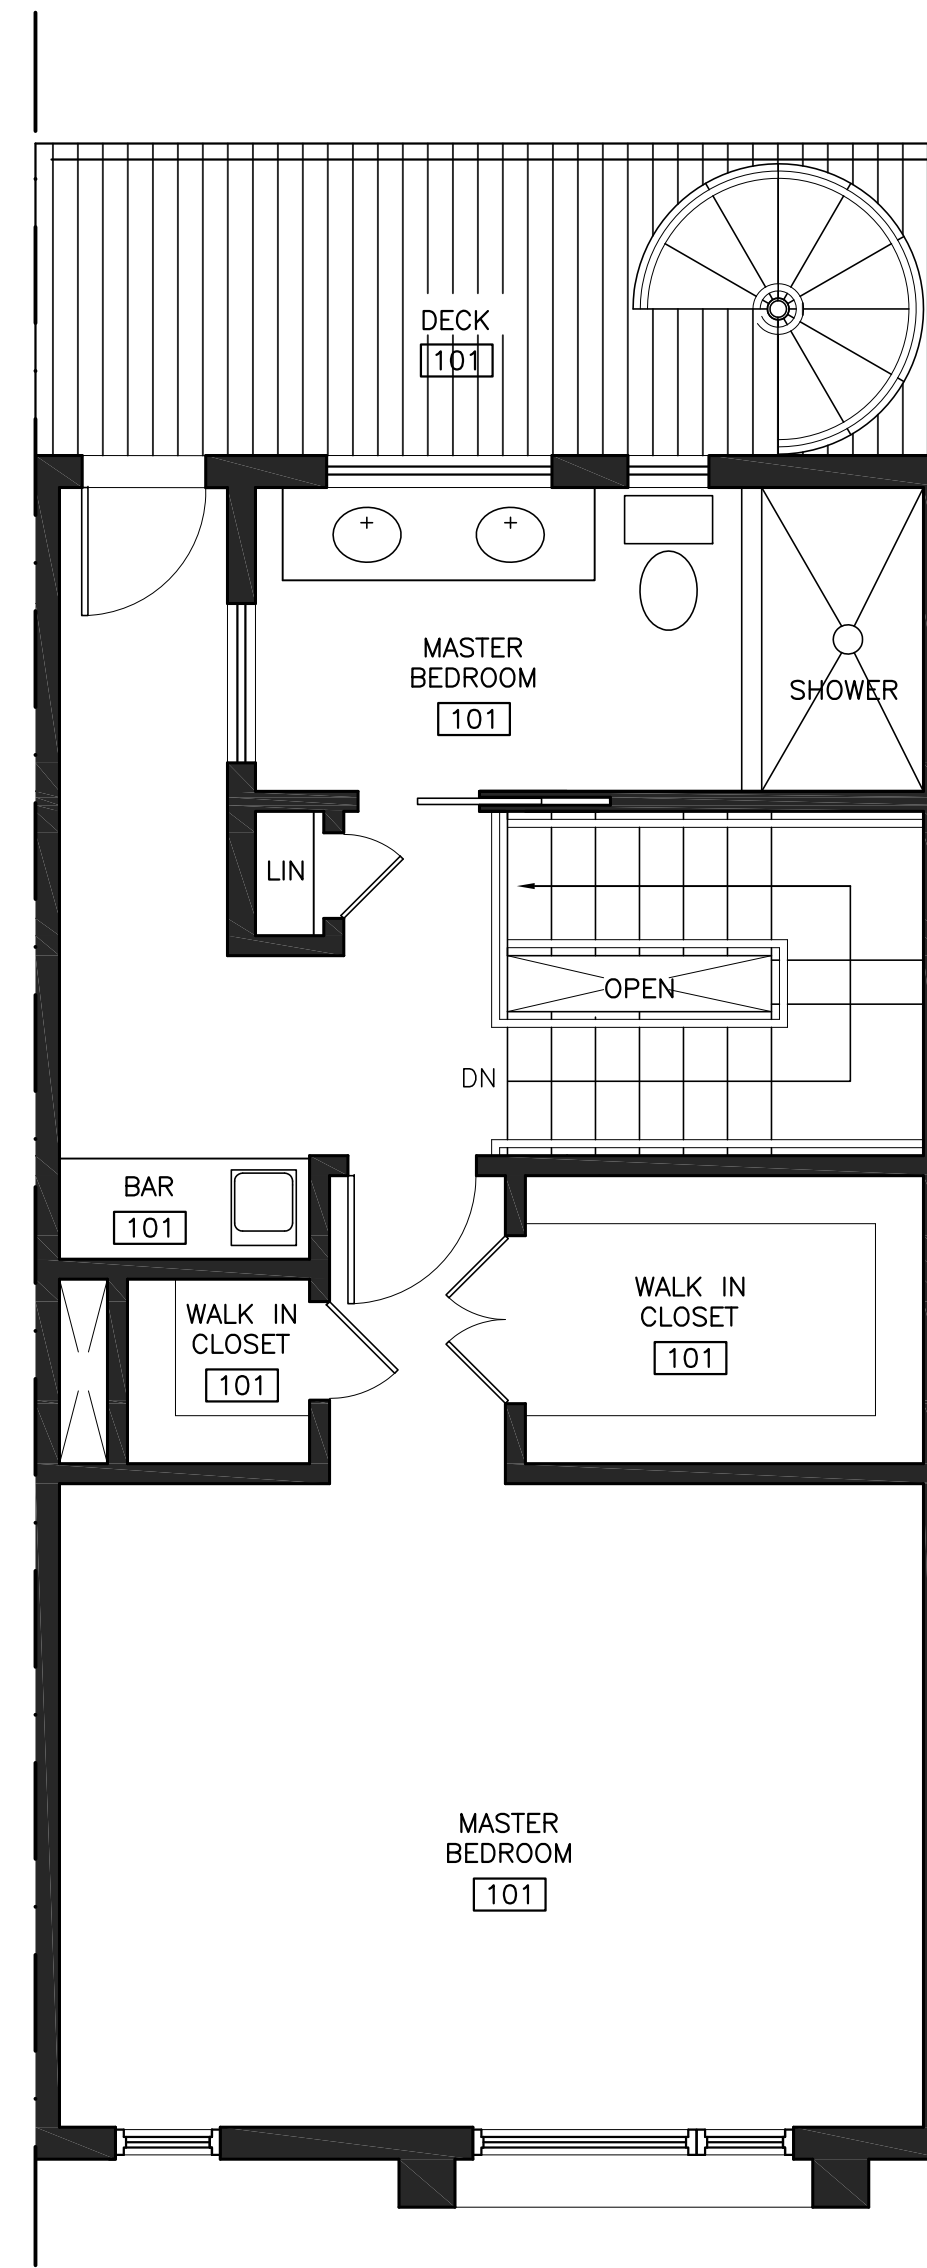 DECK
101
MASTER
BEDROOM
101
SHOWER
LIN
OPEN
DN
BAR
101
WALK IN
CLOSET
101
WALK IN
CLOSET
101
MASTER
BEDROOM
101